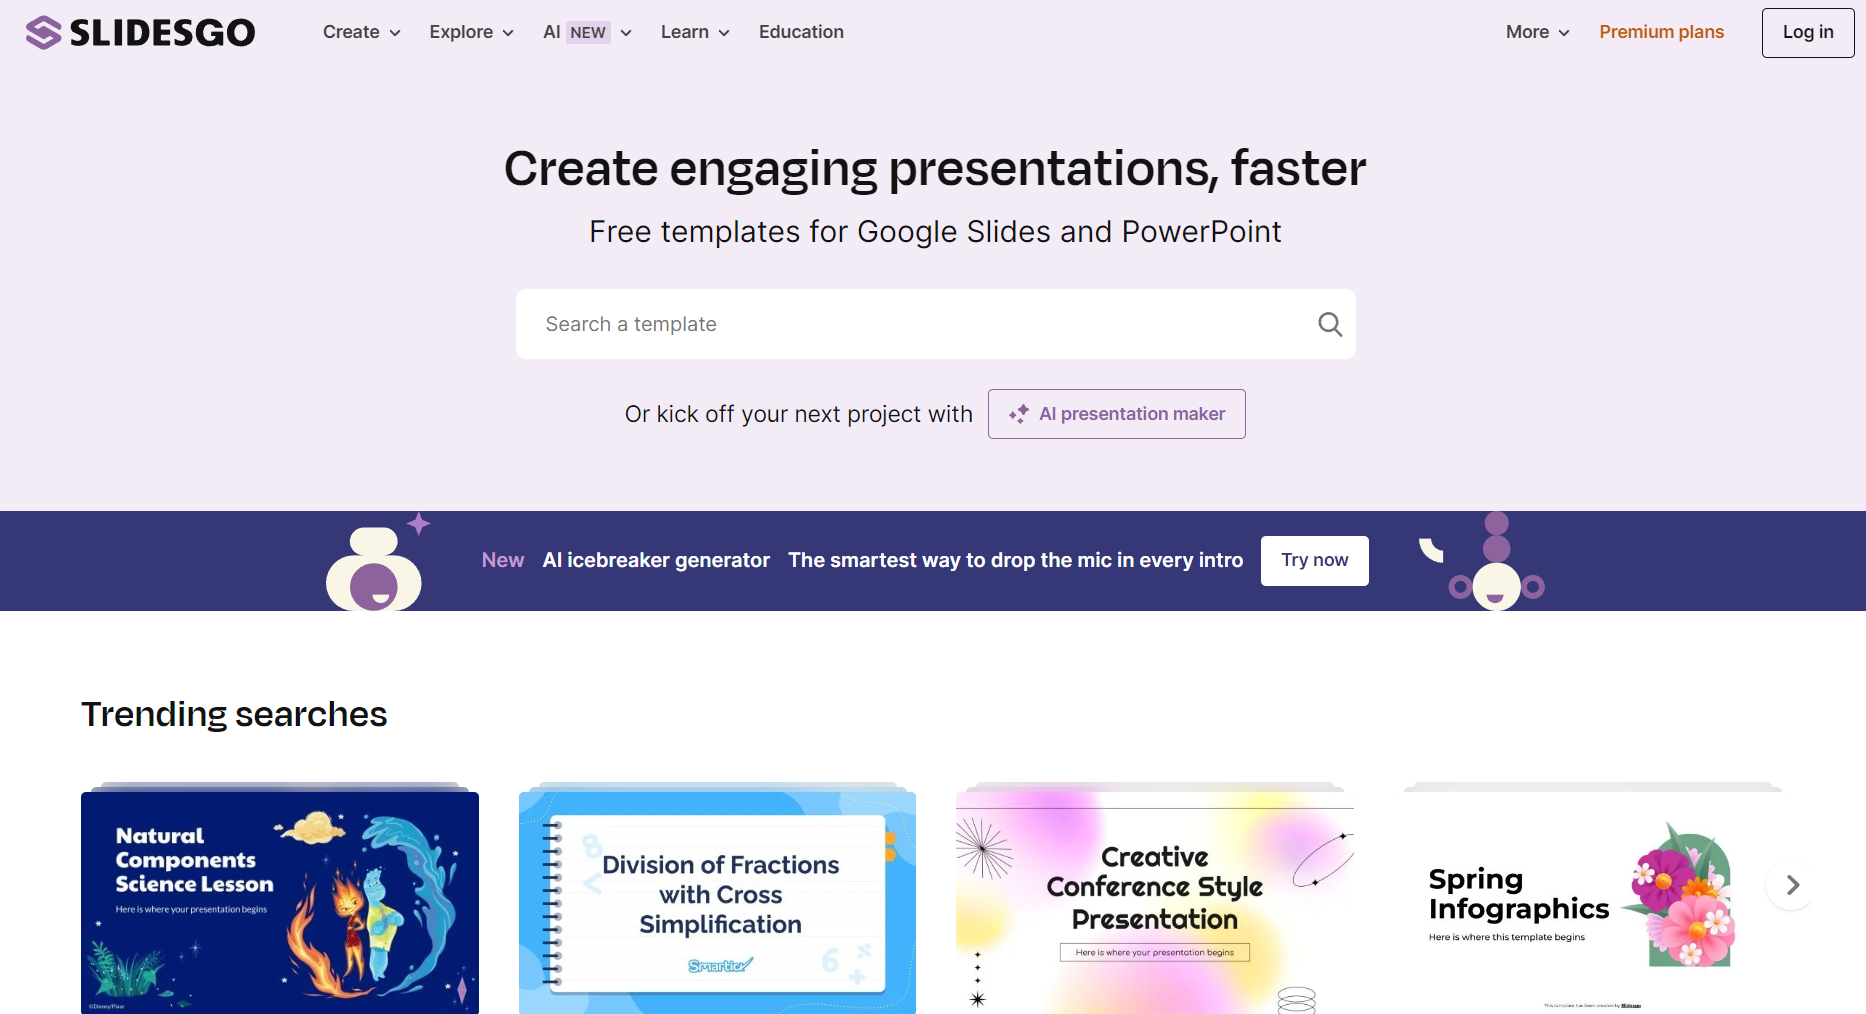 SLIDESGO
Create
Explore
AI NEW
Learn
Education
More
Premium plans
Log in
Create engaging presentations, faster
Free templates for Google Slides and PowerPoint
Search a template
Or kick off your next project with
AI presentation maker
New AI icebreaker generator The smartest way to drop the mic in every intro
Try now
Trending searches
Natural
Components
Science Lesson
Here is where your presentation begins
©Disney/Pixar
8
Division of Fractions
<
with Cross
Simplification
Smartick
6
Creative
Conference Style
Presentation
Here is where your presentation begins
Spring
Infographics
Here is where this template begins
This template has been created by Slidesgo